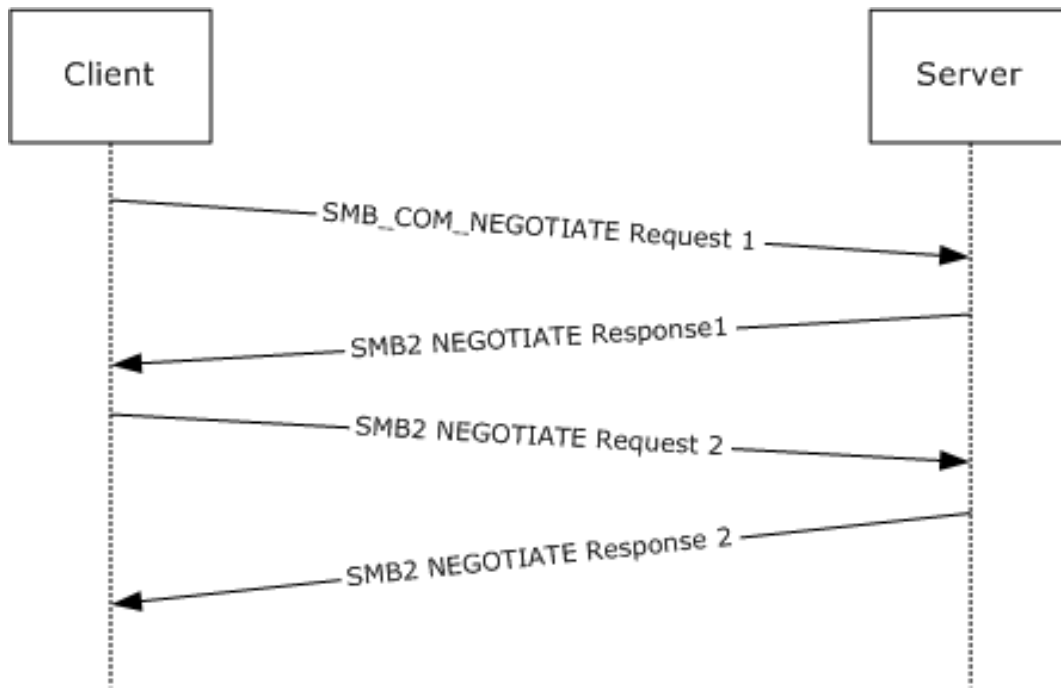 Client
Server
SMB_COM_NEGOTIATE Request 1
SMB2 NEGOTIATE Response1
SMB2 NEGOTIATE Request 2
SMB2 NEGOTIATE Response 2